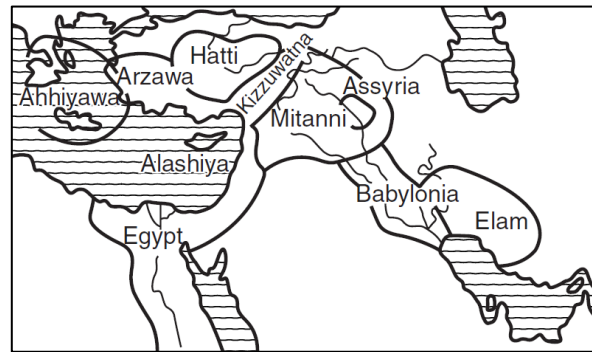 Hatti
Arzawa
Kizzuwatna
Assyria
Ahhiyawa
Mitanni
Alashiya
Babylonia
Elam
Egypt